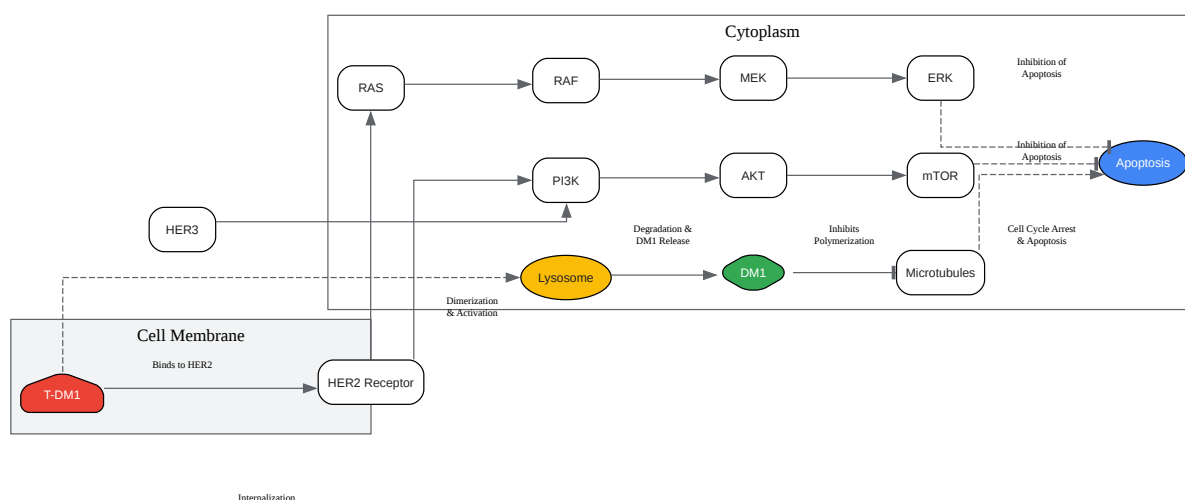 Cytoplasm
RAS
RAF
MEK
ERK
Inhibition of
Apoptosis
PI3K
AKT
mTOR
Inhibition of
Apoptosis
Apoptosis
HER3
Degradation &
DM1 Release
Inhibits
Polymerization
Cell Cycle Arrest
& Apoptosis
Lysosome
DM1
Microtubules
Dimerization
& Activation
Cell Membrane
Binds to HER2
T-DM1
HER2 Receptor
Internalization